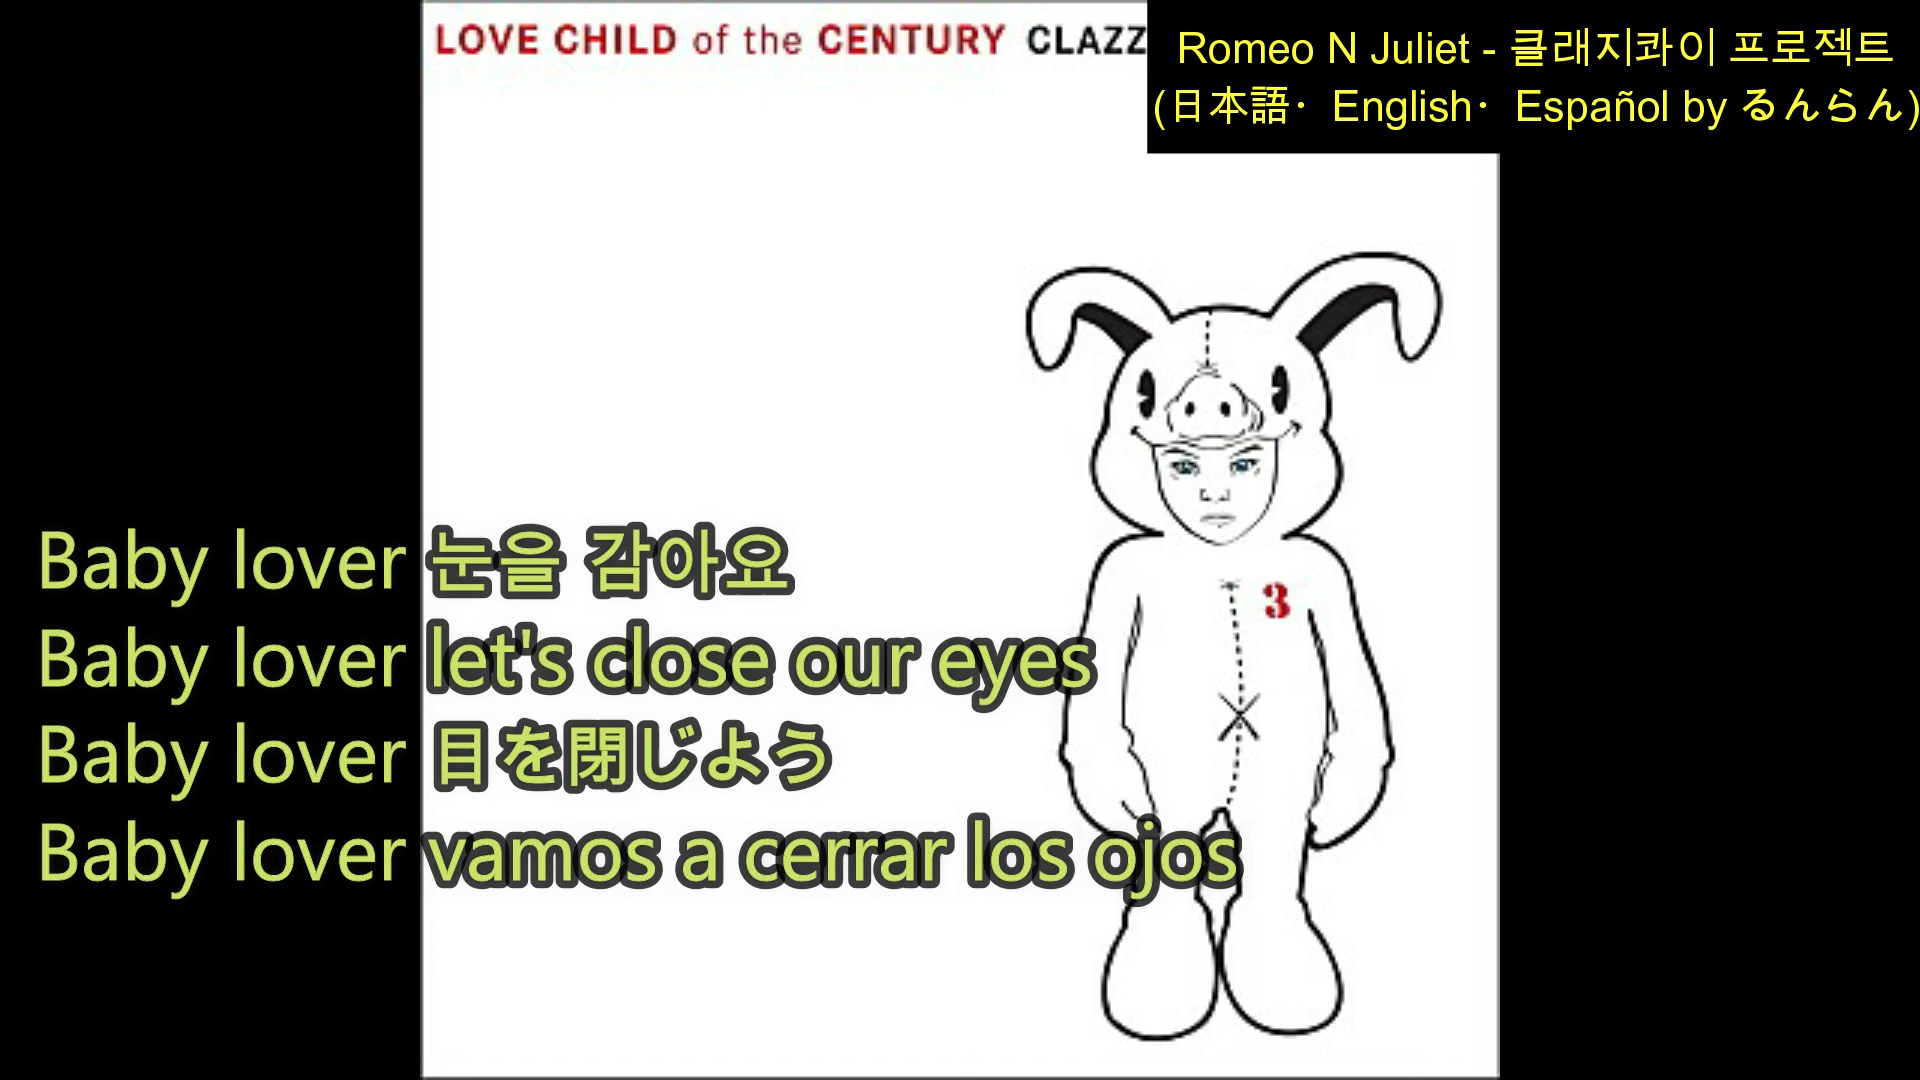 LOVE CHILD of the CENTURY CLAZZ
Romeo N Juliet - 클래지콰이 프로젝트
(日本語・English・Español by るんらん)
3
Baby lover 눈을 감아요
Baby lover let's close our eyes
Baby lover 目を閉じよう
Baby lover vamos a cerrar los ojos